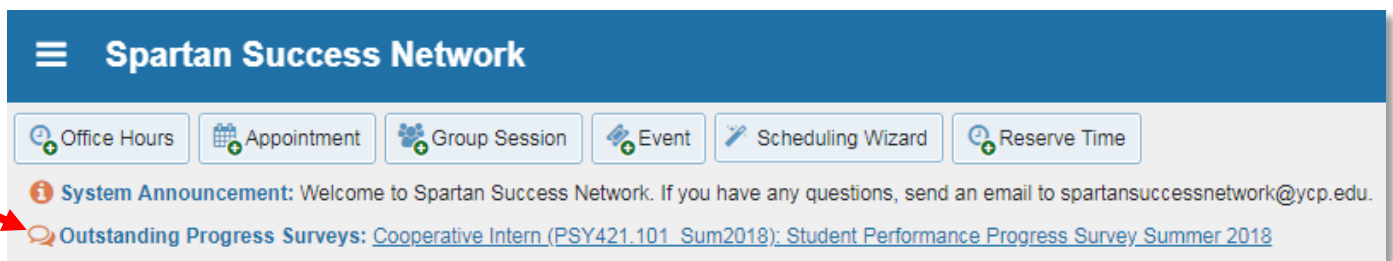 Spartan Success Network
Office Hours Appointment Group Session Event Scheduling Wizard Reserve Time
System Announcement: Welcome to Spartan Success Network. If you have any questions, send an email to spartansuccessnetwork@ycp.edu.
Outstanding Progress Surveys: Cooperative Intern (PSY421.101_Sum2018): Student Performance Progress Survey Summer 2018